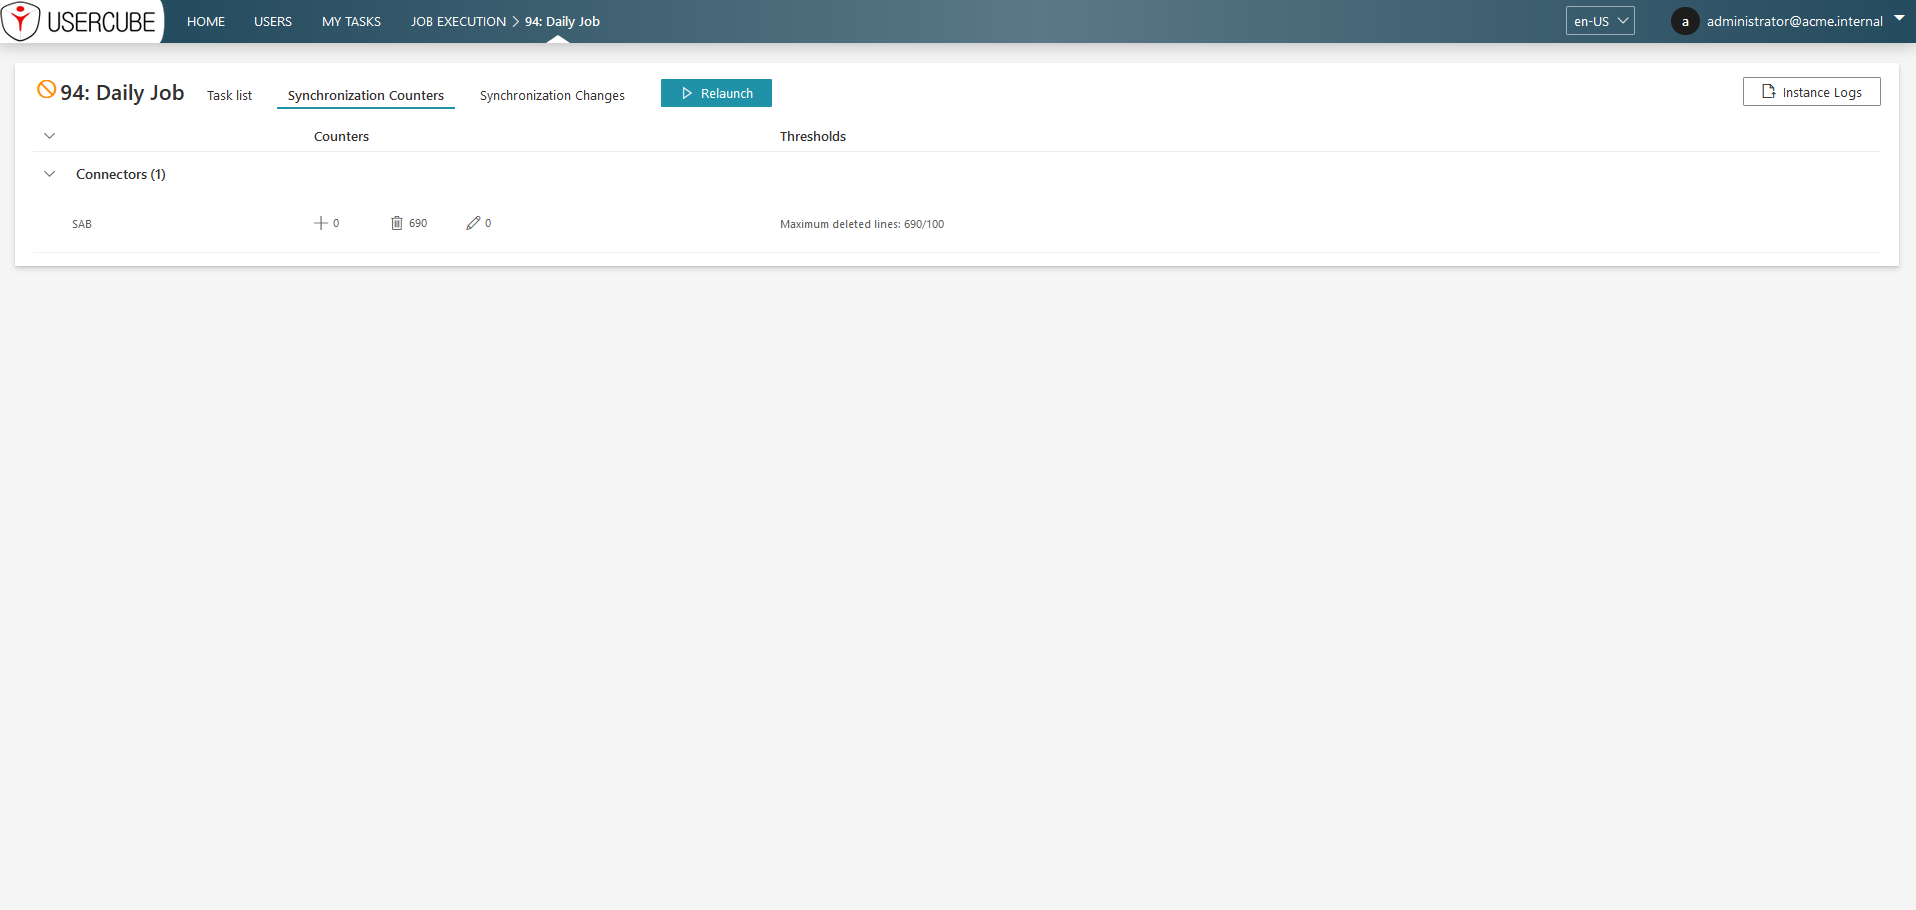 USERCUBE HOME USERS MY TASKS JOB EXECUTION > 94: Daily Job en-US a administrator@acme.internal
94: Daily Job Task list Synchronization Counters Synchronization Changes Relaunch Instance Logs
Counters Thresholds
Connectors (1)
SAB 0 690 0 Maximum deleted lines: 690/100